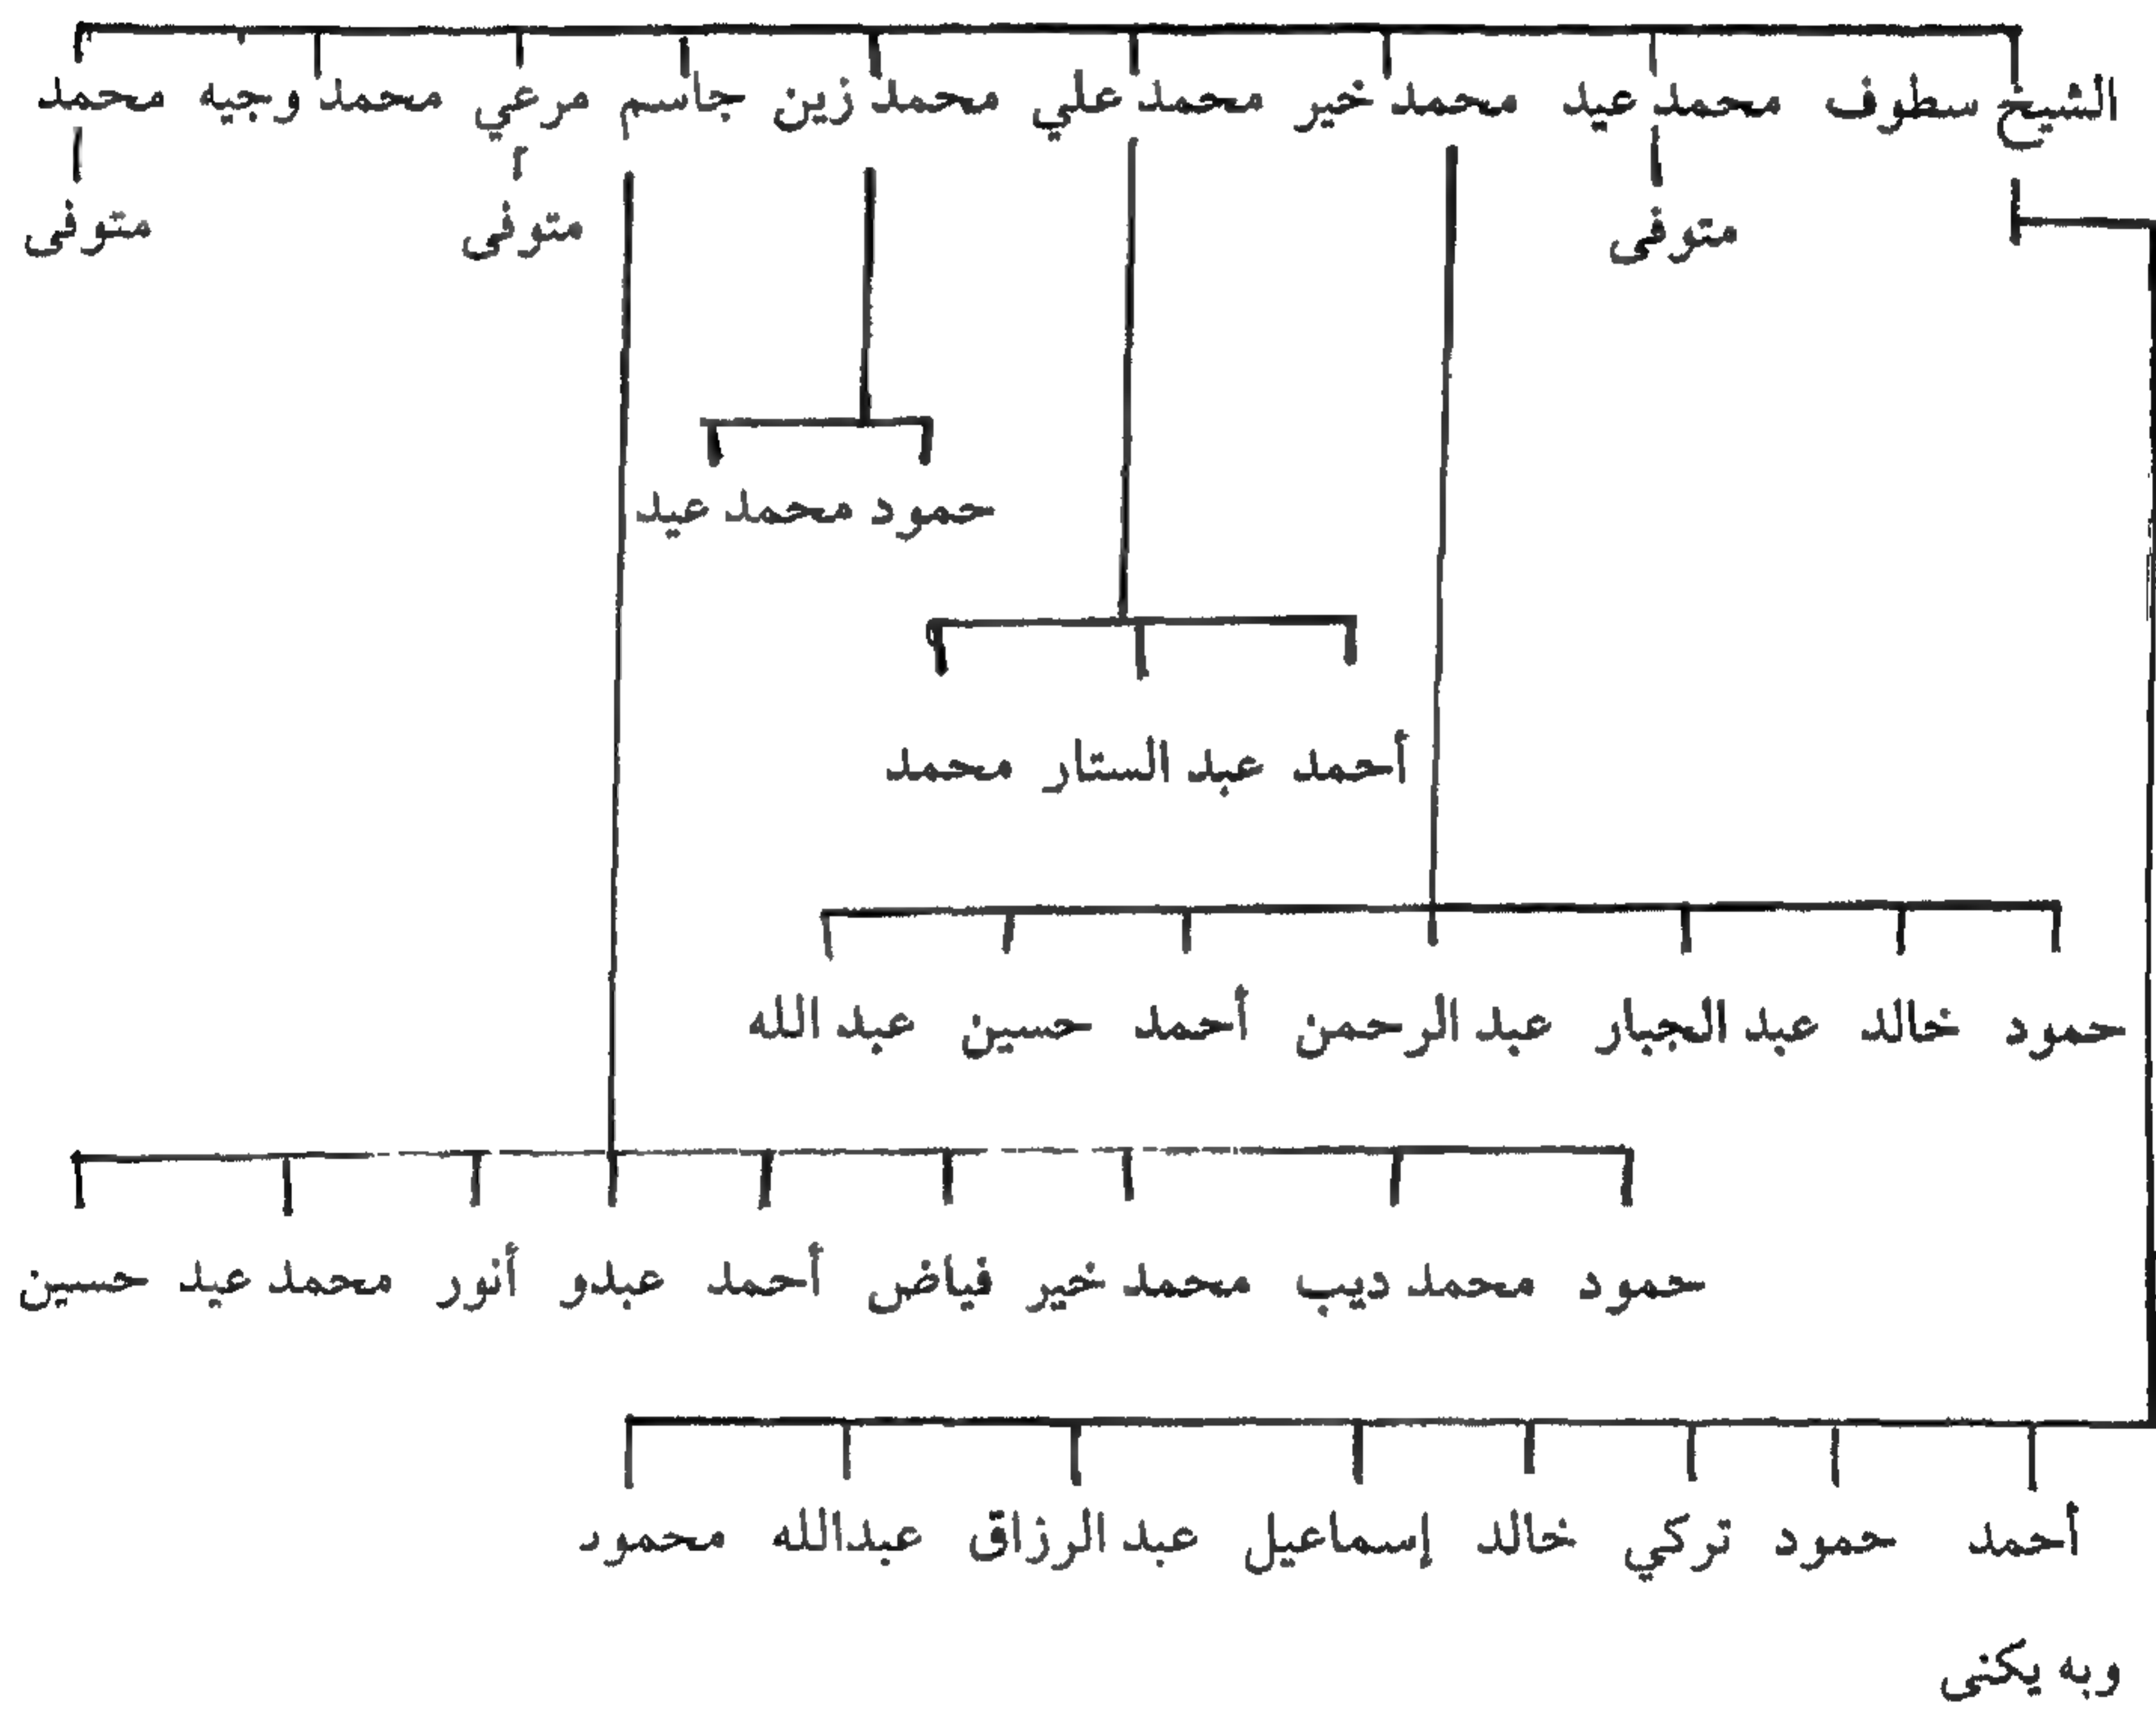 الشيخ سطوف محمد عيد محمد خير محمد علي محمد زين جاسم مرعي محمد وجيه محمد
متوفى متوفى متوفى
حمود محمد عيد
أحمد عبد الستار محمد
حمود خالد عبد الجبار عبد الرحمن أحمد حسين عبد الله
حمود محمد ديب محمد خير فياض أحمد عبدو أنور محمد عيد حسين
أحمد حمود تركي خالد إسماعيل عبد الرزاق عبدالله محمود
وبه يكنى